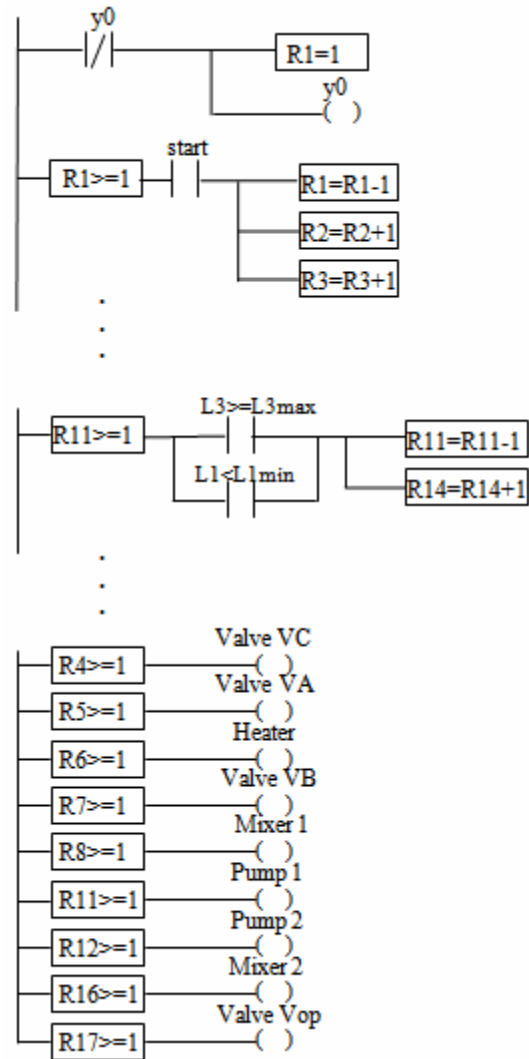 y0
R1=1
y0
( )
start
R1>=1
R1=R1-1
R2=R2+1
R3=R3+1
L3>=L3max
R11>=1
R11=R11-1
L1<L1min
R14=R14+1
Valve VC
R4>=1
( )
Valve VA
R5>=1
( )
Heater
R6>=1
( )
Valve VB
R7>=1
( )
Mixer 1
R8>=1
( )
Pump 1
R11>=1
( )
Pump 2
R12>=1
( )
Mixer 2
R16>=1
( )
Valve Vop
R17>=1
( )